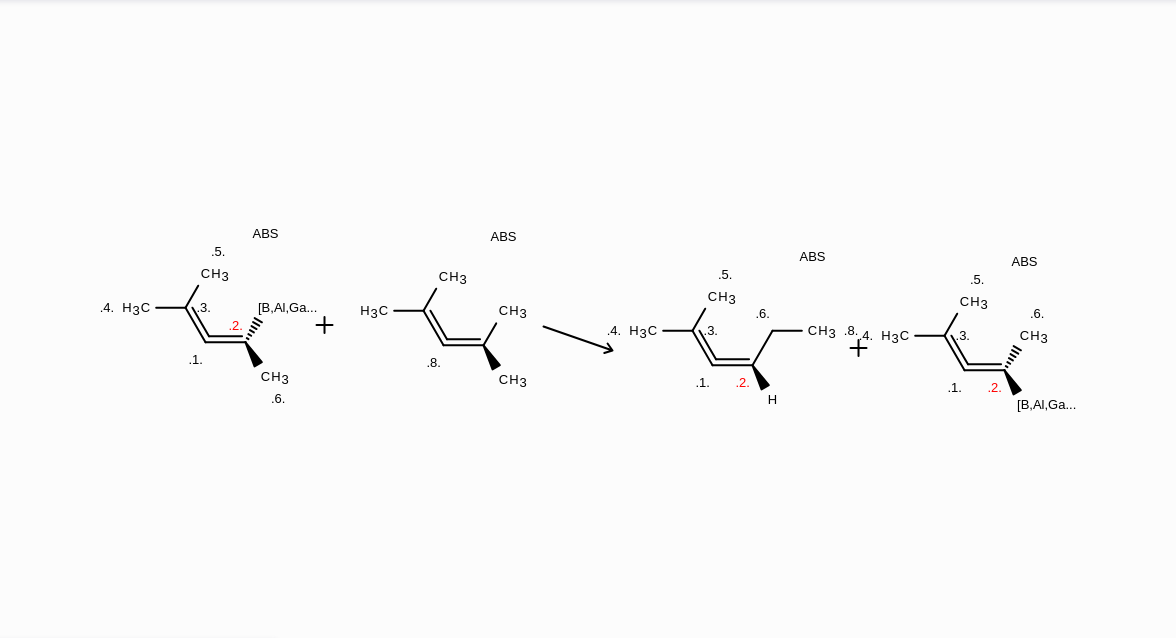 ABS
.5.
CH3
.4. H3C
.3.
[B,Al,Ga...
.2.
.1.
CH3
.6.
+
ABS
CH3
H3C
CH3
.8.
CH3
ABS
.5.
CH3
.6.
.4. H3C
.3.
CH3 .8.
.1.
.2.
H
+
ABS
.5.
CH3
.6.
.4. H3C
.3.
CH3
.1.
.2.
[B,Al,Ga...